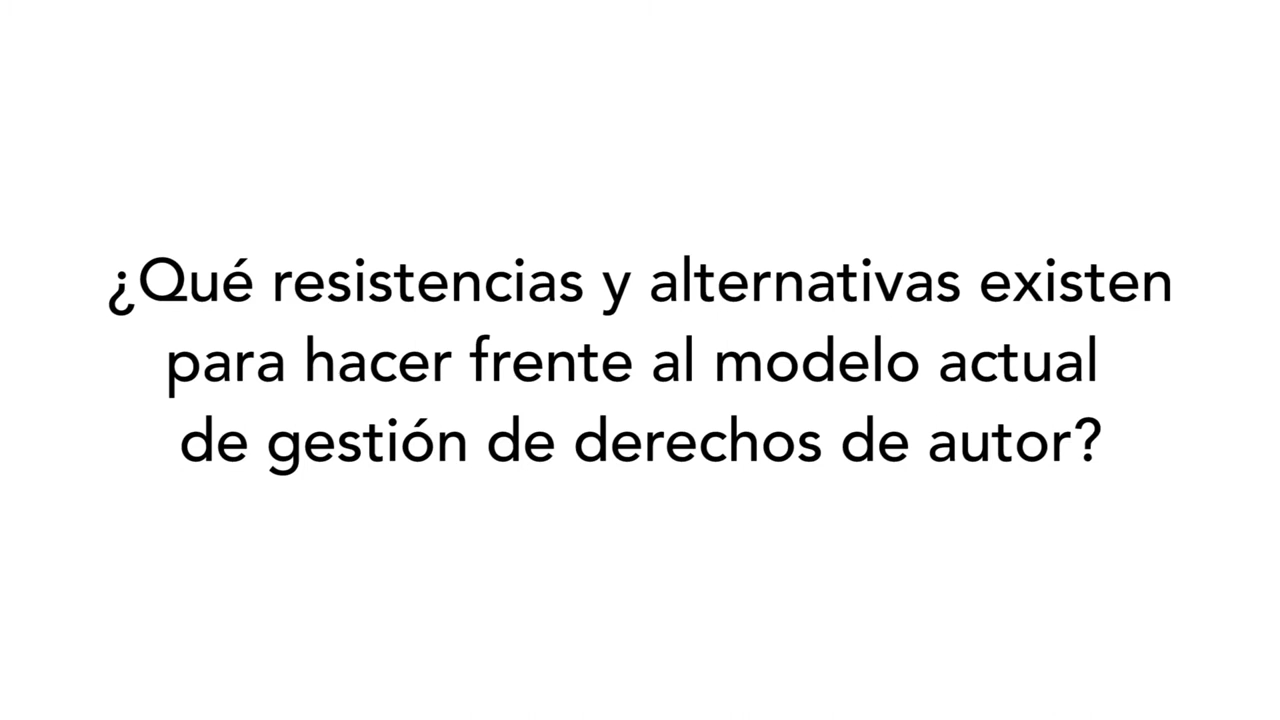 ¿Qué resistencias y alternativas existen
para hacer frente al modelo actual
de gestión de derechos de autor?